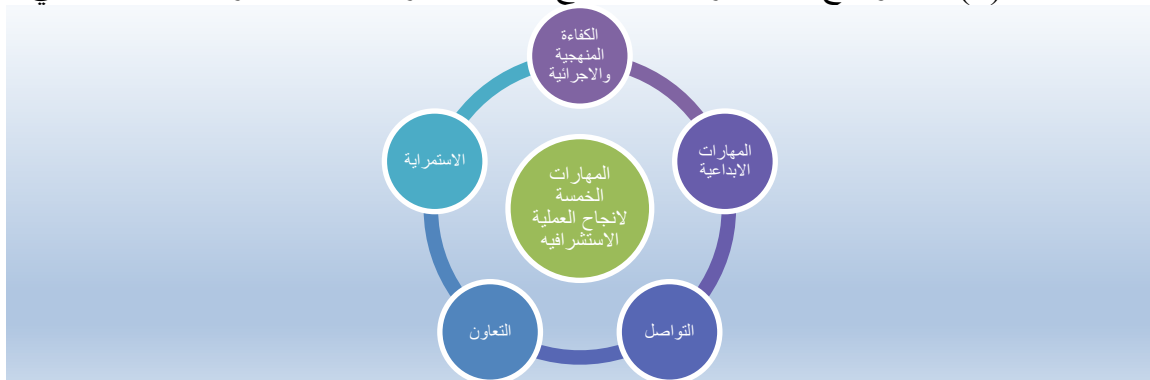 الكفاءة
المنهجية
والاجرائية
المهارات
الابداعية
التواصل
التعاون
الاستمراية
المهارات
الخمسة
لانجاح العملية
الاستشرافيه